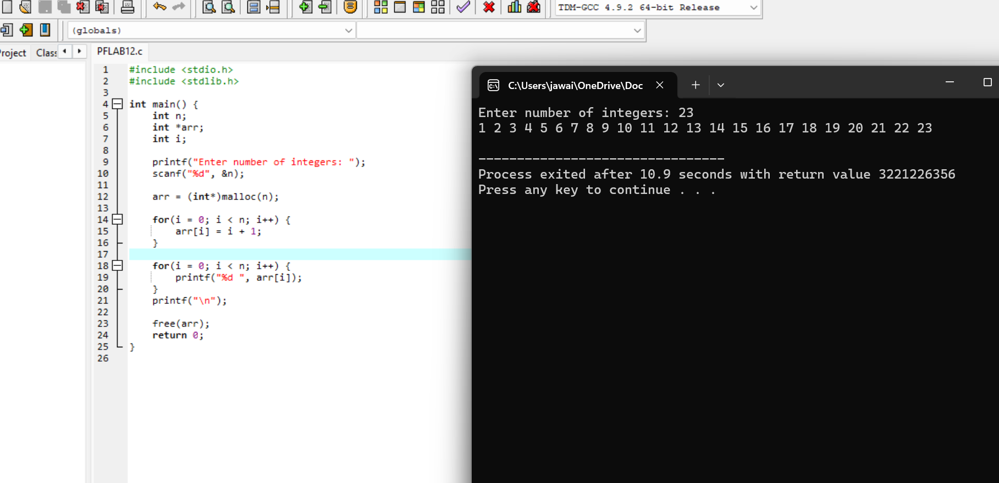 TDM-GCC 4.9.2 64-bit Release
(globals)
roject Class
PFLAB12.c
1 #include <stdio.h>
2 #include <stdlib.h>
3
4 int main() {
5 int n;
6 int *arr;
7 int i;
8
9 printf("Enter number of integers: ");
10 scanf("%d", &n);
11
12 arr = (int*)malloc(n);
13
14 for(i = 0; i < n; i++) {
15 arr[i] = i + 1;
16 }
17
18 for(i = 0; i < n; i++) {
19 printf("%d ", arr[i]);
20 }
21 printf("\n");
22
23 free(arr);
24 return 0;
25 }
26
C:\Users\jawai\OneDrive\Doc
Enter number of integers: 23
1 2 3 4 5 6 7 8 9 10 11 12 13 14 15 16 17 18 19 20 21 22 23
--------------------------------
Process exited after 10.9 seconds with return value 3221226356
Press any key to continue . . .